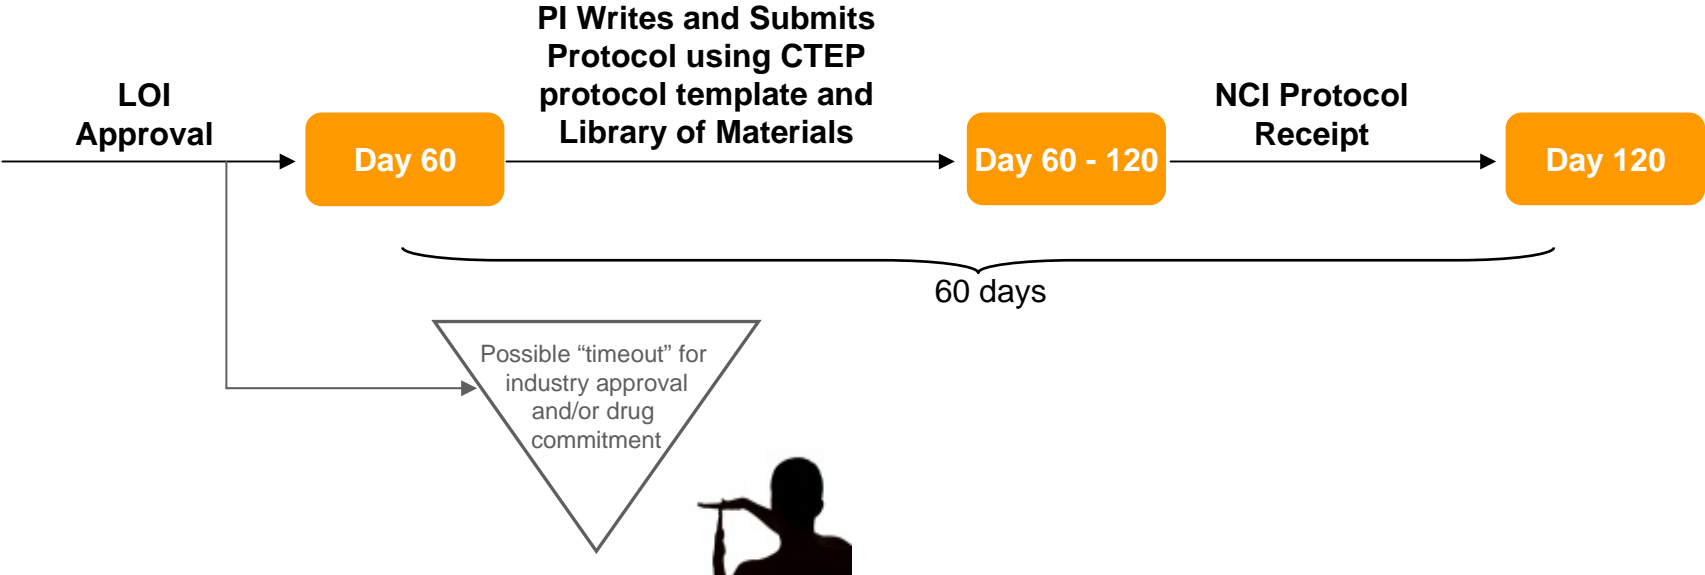 LOI
Approval
Day 60
PI Writes and Submits
Protocol using CTEP
protocol template and
Library of Materials
Day 60 - 120
NCI Protocol
Receipt
Day 120
60 days
Possible “timeout” for
industry approval
and/or drug
commitment